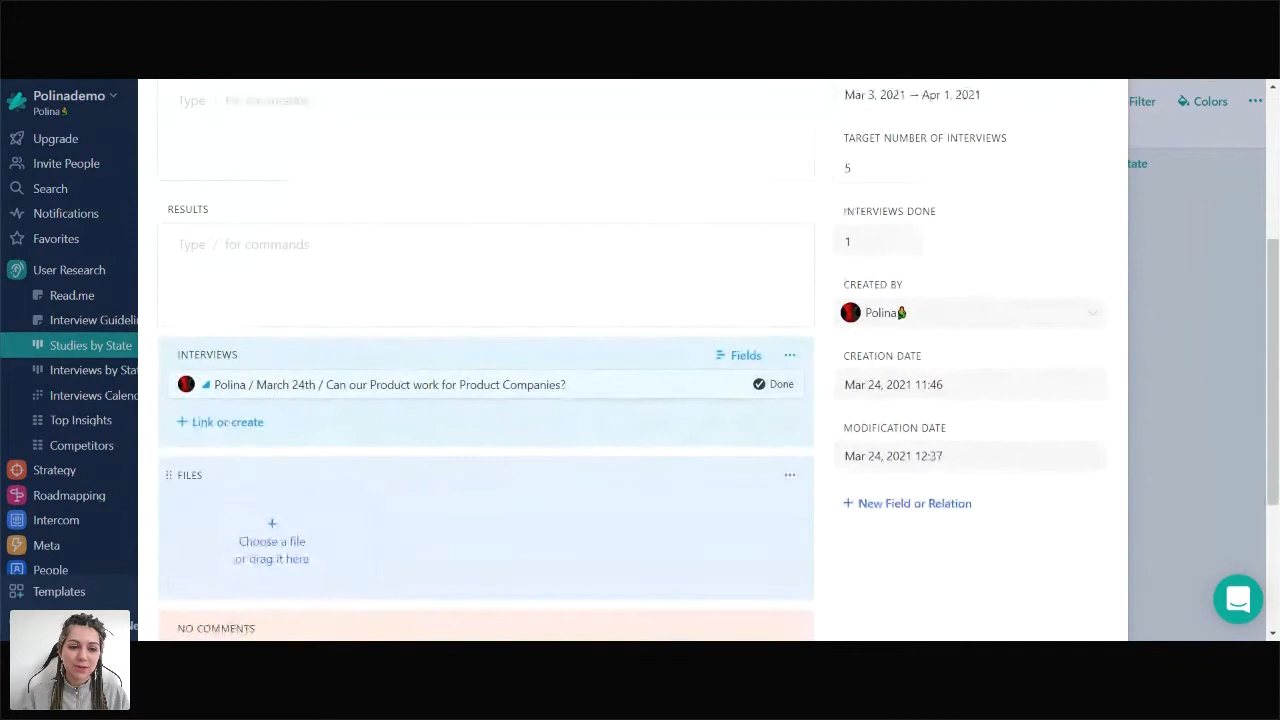 Polinademo
Polina
Upgrade
Invite People
Search
Notifications
Favorites
User Research
Read.me
Interview Guideli
Studies by State
Interviews by Sta
Interviews Calenc
Top Insights
Competitors
Strategy
Roadmapping
Intercom
Meta
People
Templates
Type / for commands
RESULTS
Type / for commands
INTERVIEWS
Fields
Polina / March 24th / Can our Product work for Product Companies?
Done
+ Link or create
FILES
+
Choose a file
or drag it here
NO COMMENTS
Mar 3, 2021 → Apr 1, 2021
TARGET NUMBER OF INTERVIEWS
5
INTERVIEWS DONE
1
CREATED BY
Polina
CREATION DATE
Mar 24, 2021 11:46
MODIFICATION DATE
Mar 24, 2021 12:37
+ New Field or Relation
Filter
Colors
tate